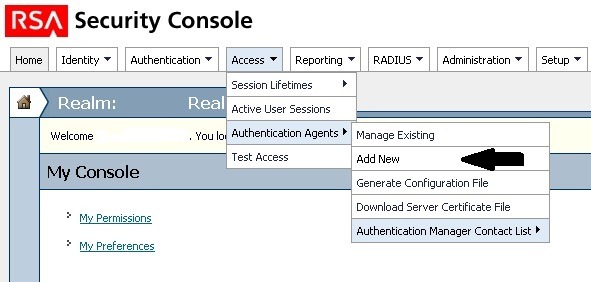 RSA Security Console
Home Identity Authentication Access Reporting RADIUS Administration Setup
Session Lifetimes
Realm: Real
Active User Sessions
Welcome . You lo
Authentication Agents
Manage Existing
Test Access
Add New
My Console
Generate Configuration File
Download Server Certificate File
My Permissions
Authentication Manager Contact List
My Preferences